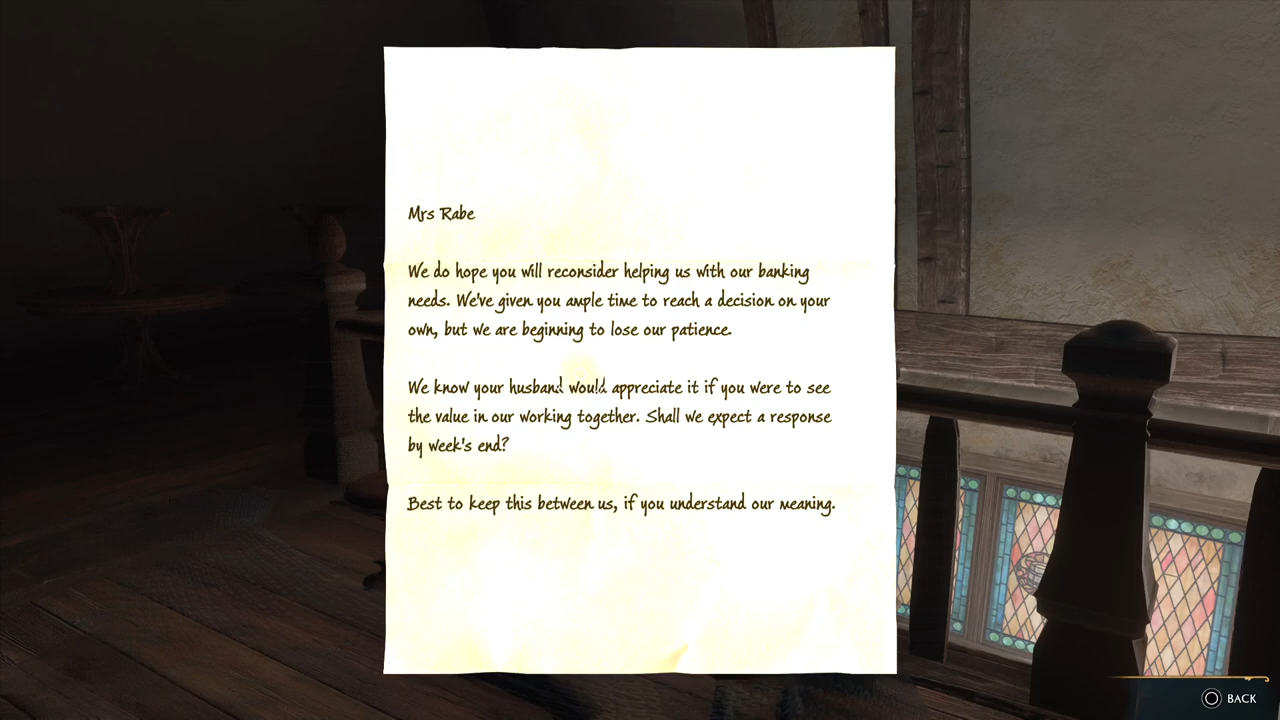 Mrs Rabe
We do hope you will reconsider helping us with our banking
needs. We've given you ample time to reach a decision on your
own, but we are beginning to lose our patience.
We know your husband would appreciate it if you were to see
the value in our working together. Shall we expect a response
by week's end?
Best to keep this between us, if you understand our meaning.
BACK